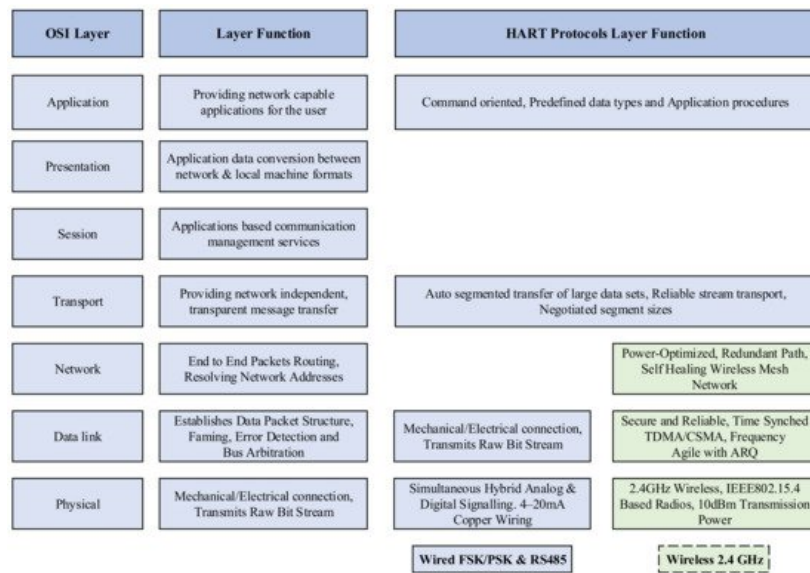 OSI Layer
Layer Function
HART Protocols Layer Function
Application
Providing network capable
applications for the user
Command oriented, Predefined data types and Application procedures
Presentation
Application data conversion between
network & local machine formats
Session
Applications based communication
management services
Transport
Providing network independent,
transparent message transfer
Auto segmented transfer of large data sets, Reliable stream transport,
Negotiated segment sizes
Network
End to End Packets Routing,
Resolving Network Addresses
Power-Optimized, Redundant Path,
Self Healing Wireless Mesh
Network
Data link
Establishes Data Packet Structure,
Faming, Error Detection and
Bus Arbitration
Mechanical/Electrical connection,
Transmits Raw Bit Stream
Secure and Reliable, Time Synched
TDMA/CSMA, Frequency
Agile with ARQ
Physical
Mechanical/Electrical connection,
Transmits Raw Bit Stream
Simultaneous Hybrid Analog &
Digital Signalling. 4–20mA
Copper Wiring
2.4GHz Wireless, IEEE802.15.4
Based Radios, 10dBm Transmission
Power
Wired FSK/PSK & RS485
Wireless 2.4 GHz